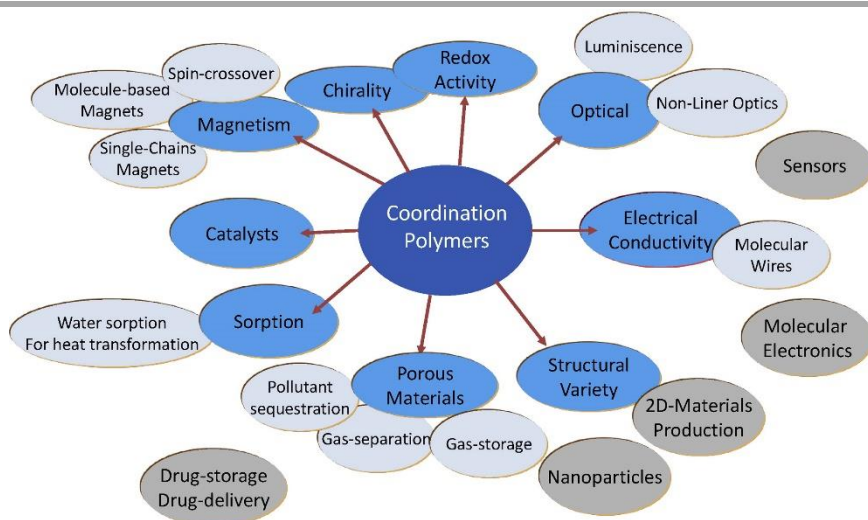 Luminiscence
Redox
Activity
Spin-crossover
Chirality
Optical
Non-Liner Optics
Molecule-based
Magnets
Magnetism
Single-Chains
Magnets
Sensors
Coordination
Polymers
Electrical
Conductivity
Catalysts
Molecular
Wires
Water sorption
For heat transformation
Sorption
Molecular
Electronics
Porous
Materials
Structural
Variety
Pollutant
sequestration
Gas-separation
Gas-storage
2D-Materials
Production
Drug-storage
Drug-delivery
Nanoparticles